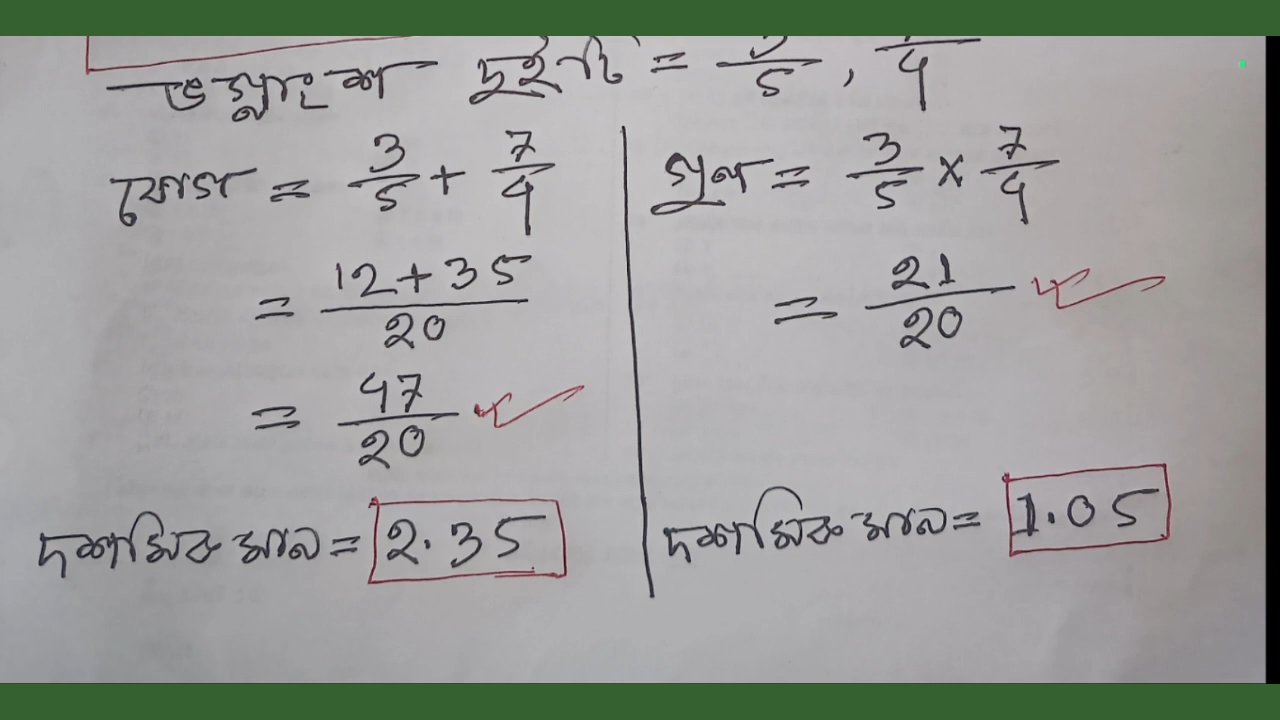 ভগ্নাংশ দুইটি = 3/5, 7/4
যোগ = 3/5 + 7/4
= 12+35/20
= 47/20
দশমিক মান = 2.35
গুণ = 3/5 × 7/4
= 21/20
দশমিক মান = 1.05